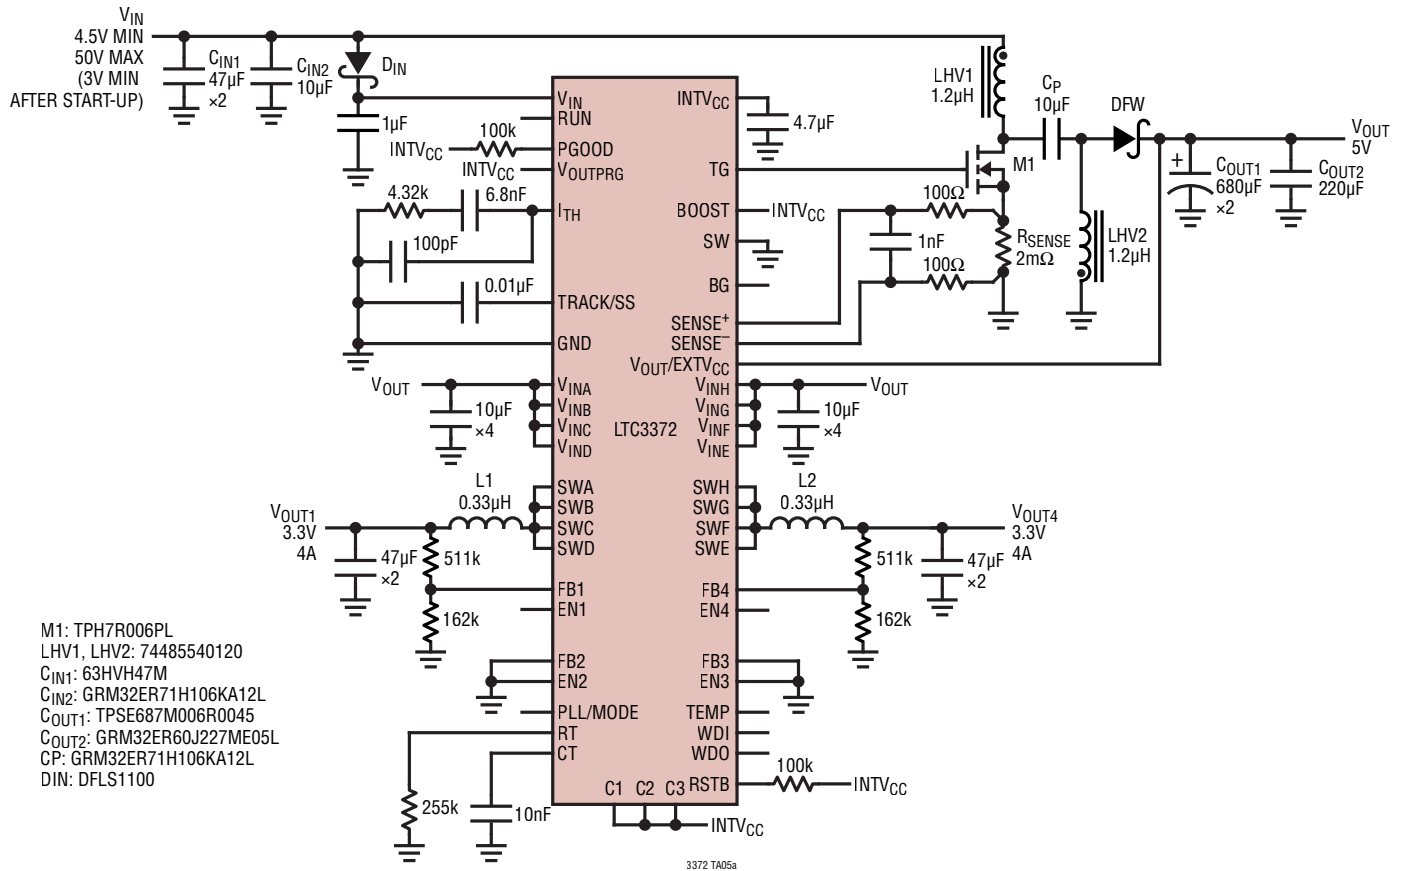 VIN
4.5V MIN
50V MAX
(3V MIN
AFTER START-UP)
CIN1
47µF
×2
CIN2
10µF
DIN
1µF
INTVCC
100k
INTVCC
4.32k
6.8nF
100pF
0.01µF
VIN
RUN
PGOOD
VOUTPRG
ITH
TRACK/SS
GND
VINA
VINB
VINC
VIND
SWA
SWB
SWC
SWD
FB1
EN1
FB2
EN2
PLL/MODE
RT
CT
LTC3372
C1 C2 C3
INTVCC
TG
BOOST
SW
BG
SENSE+
SENSE–
VOUT/EXTVCC
VINH
VING
VINF
VINE
SWH
SWG
SWF
SWE
FB4
EN4
FB3
EN3
TEMP
WDI
WDO
RSTB
4.7µF
INTVCC
LHV1
1.2µH
CP
10µF
DFW
M1
100Ω
1nF
100Ω
RSENSE
2mΩ
LHV2
1.2µH
VOUT
5V
+
COUT1
680µF
×2
COUT2
220µF
VOUT
10µF
×4
10µF
×4
VOUT
VOUT1
3.3V
4A
L1
0.33µH
47µF
×2
511k
162k
L2
0.33µH
511k
162k
47µF
×2
VOUT4
3.3V
4A
255k
10nF
100k
INTVCC
INTVCC
M1: TPH7R006PL
LHV1, LHV2: 74485540120
CIN1: 63HVH47M
CIN2: GRM32ER71H106KA12L
COUT1: TPSE687M006R0045
COUT2: GRM32ER60J227ME05L
CP: GRM32ER71H106KA12L
DIN: DFLS1100
3372 TA05a